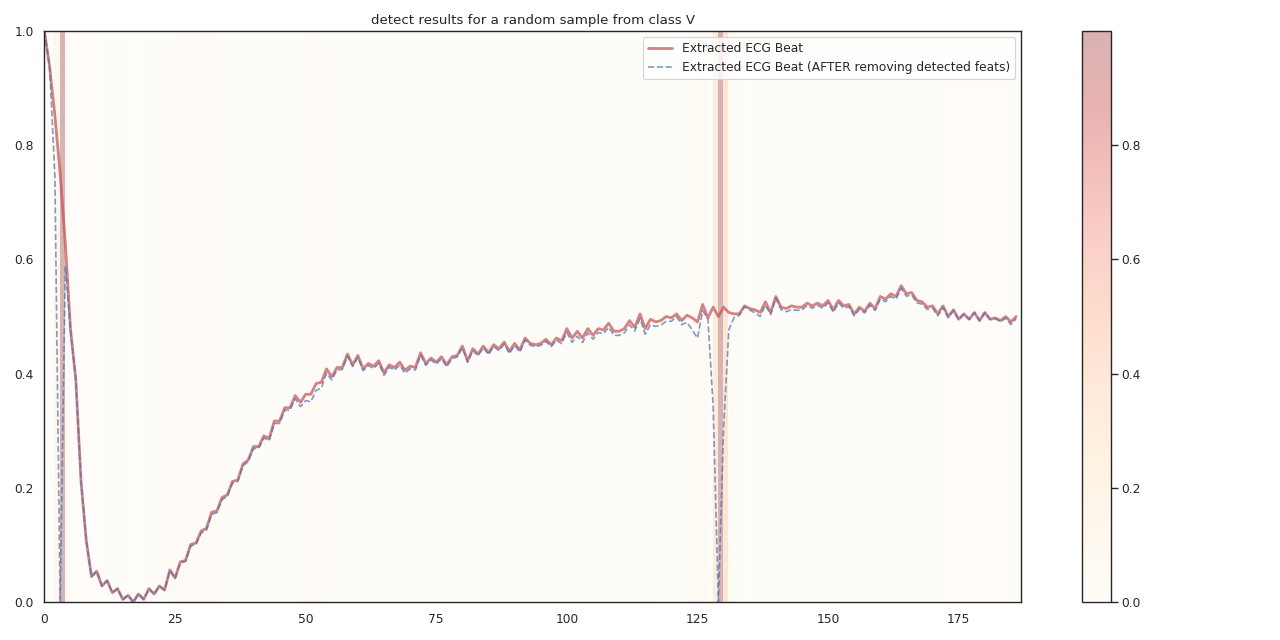 detect results for a random sample from class V
Extracted ECG Beat
Extracted ECG Beat (AFTER removing detected feats)
1.0
0.8
0.6
0.4
0.2
0.0
0 25 50 75 100 125 150 175
0.8
0.6
0.4
0.2
0.0